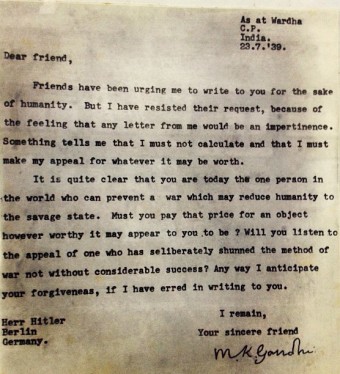 As at Wardha
C.P.
India.
23.7.'39.
Dear friend,
Friends have been urging me to write to you for the sake
of humanity. But I have resisted their request, because of
the feeling that any letter from me would be an impertinence.
Something tells me that I must not calculate and that I must
make my appeal for whatever it may be worth.
It is quite clear that you are today the one person in
the world who can prevent a war which may reduce humanity to
the savage state. Must you pay that price for an object
however worthy it may appear to you to be ? Will you listen to
the appeal of one who has seliberately shunned the method of
war not without considerable success? Any way I anticipate
your forgiveneas, if I have erred in writing to you.
I remain,
Herr Hitler
Berlin
Germany.
Your sincere friend
M.K.Gandhi